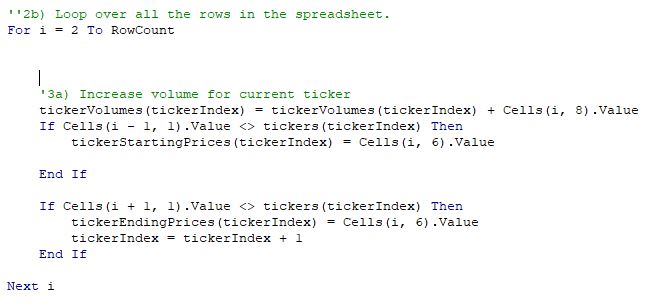 ''2b) Loop over all the rows in the spreadsheet.
For i = 2 To RowCount
'3a) Increase volume for current ticker
tickerVolumes(tickerIndex) = tickerVolumes(tickerIndex) + Cells(i, 8).Value
If Cells(i - 1, 1).Value <> tickers(tickerIndex) Then
tickerStartingPrices(tickerIndex) = Cells(i, 6).Value
End If
If Cells(i + 1, 1).Value <> tickers(tickerIndex) Then
tickerEndingPrices(tickerIndex) = Cells(i, 6).Value
tickerIndex = tickerIndex + 1
End If
Next i